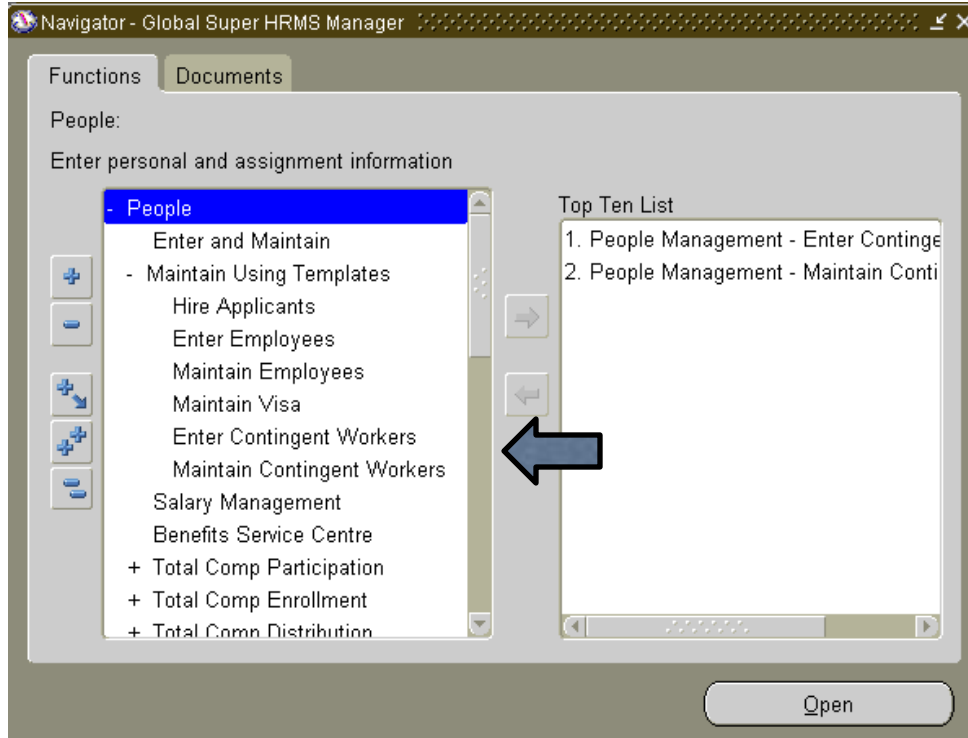 Navigator - Global Super HRMS Manager
Functions
Documents
People:
Enter personal and assignment information
- People
Enter and Maintain
- Maintain Using Templates
Hire Applicants
Enter Employees
Maintain Employees
Maintain Visa
Enter Contingent Workers
Maintain Contingent Workers
Salary Management
Benefits Service Centre
+ Total Comp Participation
+ Total Comp Enrollment
+ Total Comp Distribution
Top Ten List
1. People Management - Enter Continge
2. People Management - Maintain Conti
Open